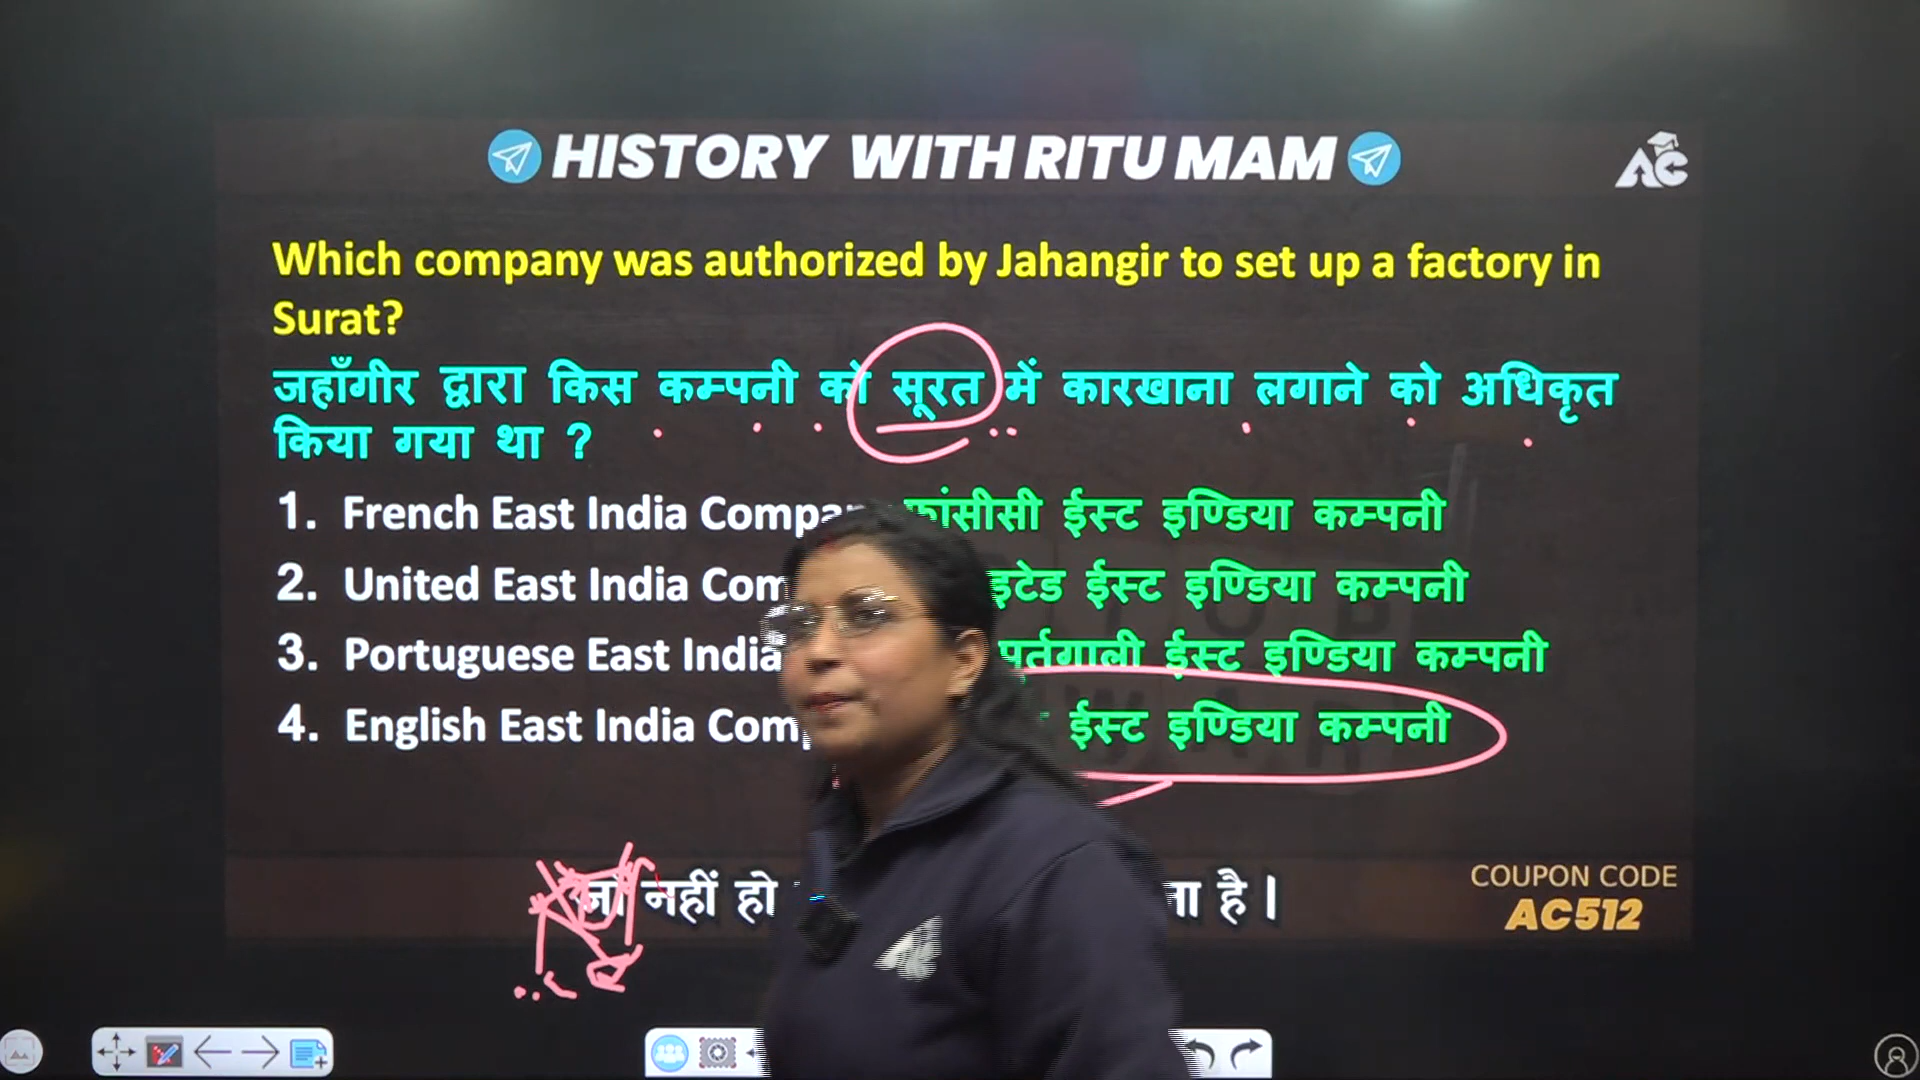 HISTORY WITH RITU MAM
AC
Which company was authorized by Jahangir to set up a factory in
Surat?
जहाँगीर द्वारा किस कम्पनी को सूरत में कारखाना लगाने को अधिकृत
किया गया था ?
1. French East India फ्रांसीसी ईस्ट इण्डिया कम्पनी
2. United East India ईस्ट इण्डिया कम्पनी
3. Portuguese East India पुर्तगाली ईस्ट इण्डिया कम्पनी
4. English East India ईस्ट इण्डिया कम्पनी
नहीं हो है ।
COUPON CODE
AC512